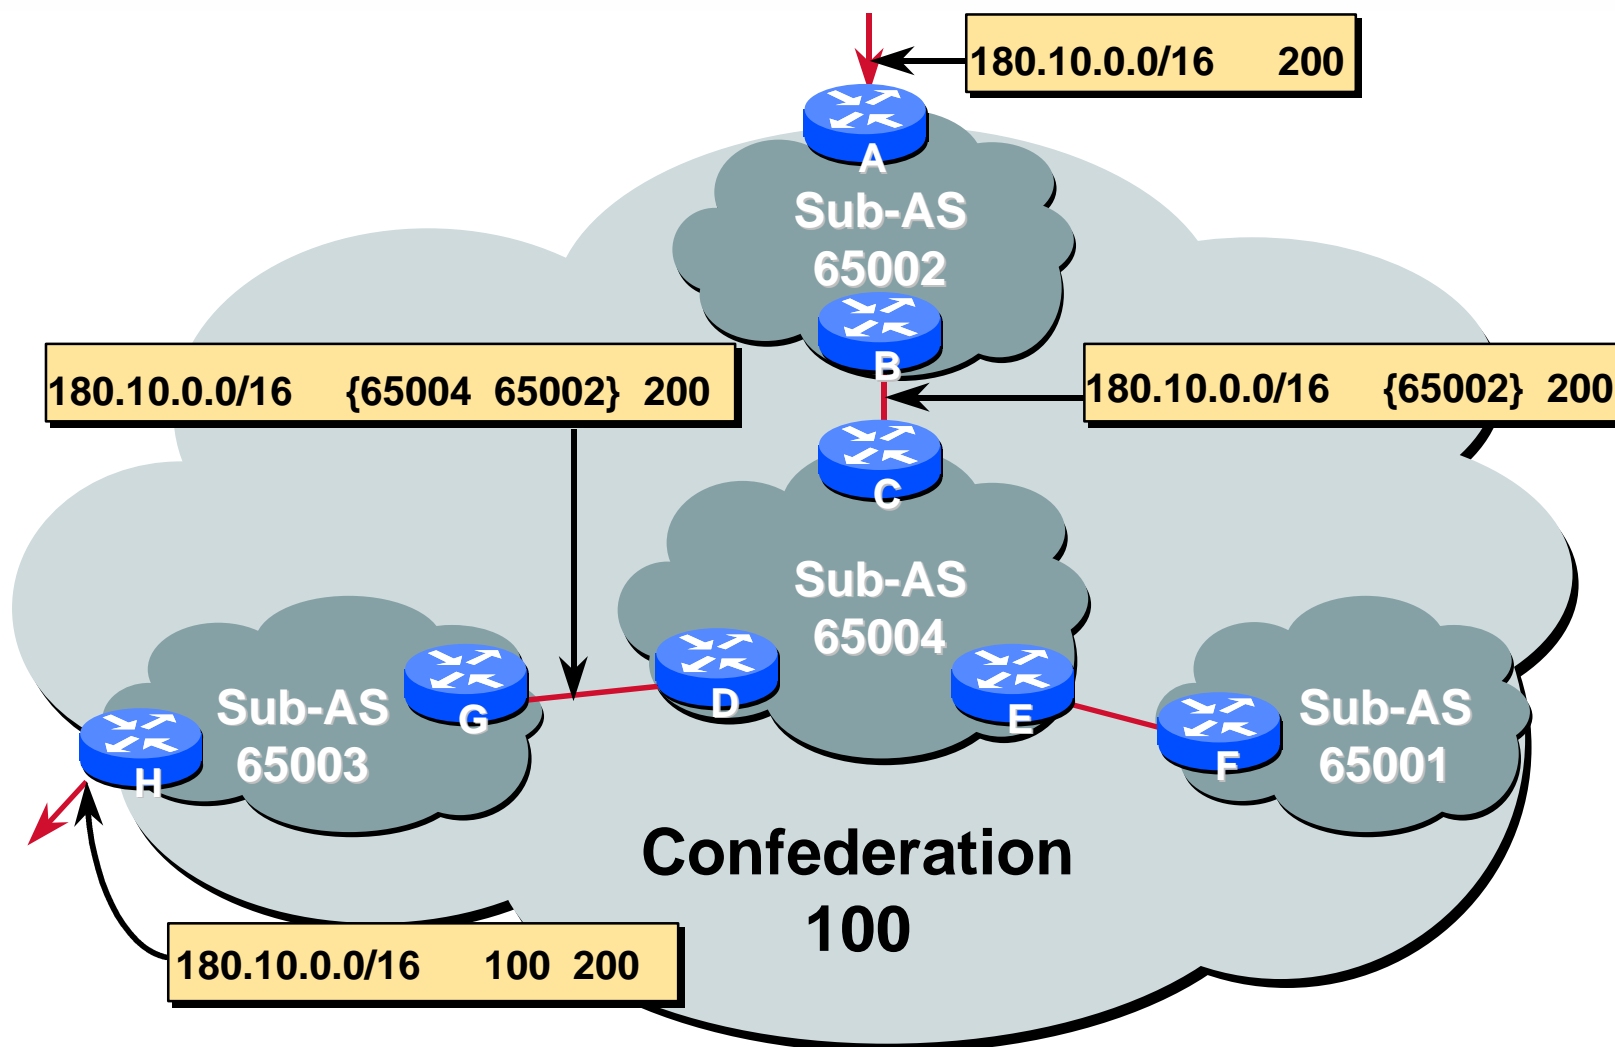 180.10.0.0/16 200
A
Sub-AS
65002
B
180.10.0.0/16 {65004 65002} 200
180.10.0.0/16 {65002} 200
C
Sub-AS
65004
D
E
G
Sub-AS
65003
H
F
Sub-AS
65001
Confederation
100
180.10.0.0/16 100 200